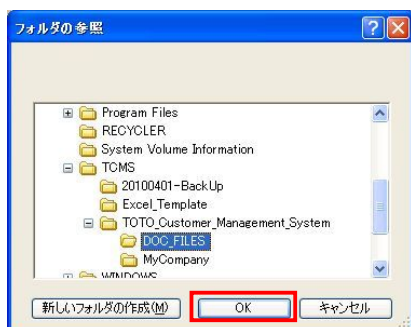 フォルダの参照
Program Files
RECYCLER
System Volume Information
TCMS
20100401-BackUp
Excel_Template
TOTO_Customer_Management_System
DOC_FILES
MyCompany
WINDOWS
新しいフォルダの作成(M)
OK
キャンセル